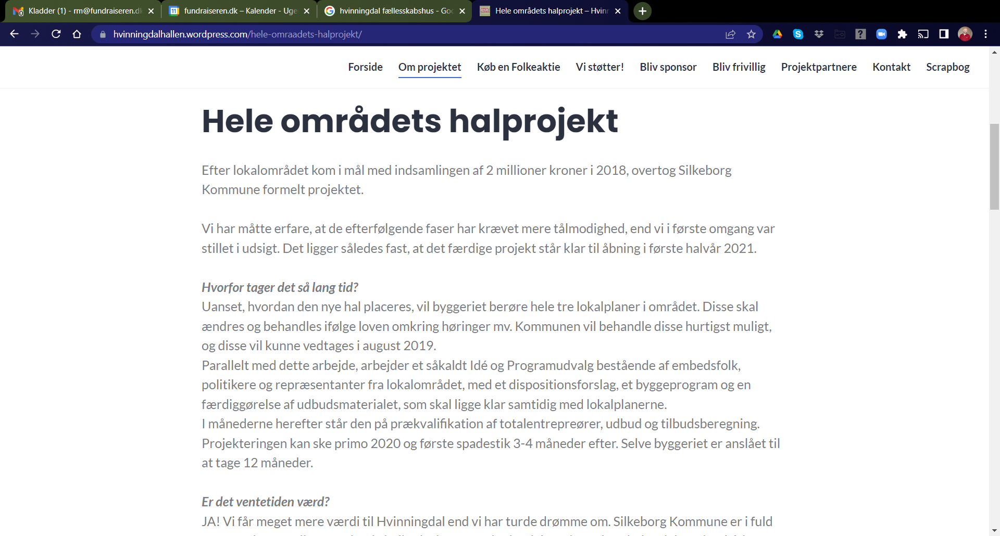 Kladder (1) - rm@fundraiseren.dk
fundraiseren.dk – Kalender - Uge
hvinningdal fællesskabshus - Goo
Hele områdets halprojekt – Hvinn
hvinningdalhallen.wordpress.com/hele-omraadets-halprojekt/
Forside Om projektet Køb en Folkeaktie Vi støtter! Bliv sponsor Bliv frivillig Projektpartnere Kontakt Scrapbog
Hele områdets halprojekt
Efter lokalområdet kom i mål med indsamlingen af 2 millioner kroner i 2018, overtog Silkeborg
Kommune formelt projektet.
Vi har måtte erfare, at de efterfølgende faser har krævet mere tålmodighed, end vi i første omgang var
stillet i udsigt. Det ligger således fast, at det færdige projekt står klar til åbning i første halvår 2021.
Hvorfor tager det så lang tid?
Uanset, hvordan den nye hal placeres, vil byggeriet berøre hele tre lokalplaner i området. Disse skal
ændres og behandles ifølge loven omkring høringer mv. Kommunen vil behandle disse hurtigst muligt,
og disse vil kunne vedtages i august 2019.
Parallelt med dette arbejde, arbejder et såkaldt Idé og Programudvalg bestående af embedsfolk,
politikere og repræsentanter fra lokalområdet, med et dispositionsforslag, et byggeprogram og en
færdiggørelse af udbudsmaterialet, som skal ligge klar samtidig med lokalplanerne.
I månederne herefter står den på prækvalifikation af totalentrepreører, udbud og tilbudsberegning.
Projekteringen kan ske primo 2020 og første spadestik 3-4 måneder efter. Selve byggeriet er anslået til
at tage 12 måneder.
Er det ventetiden værd?
JA! Vi får meget mere værdi til Hvinningdal end vi har turde drømme om. Silkeborg Kommune er i fuld